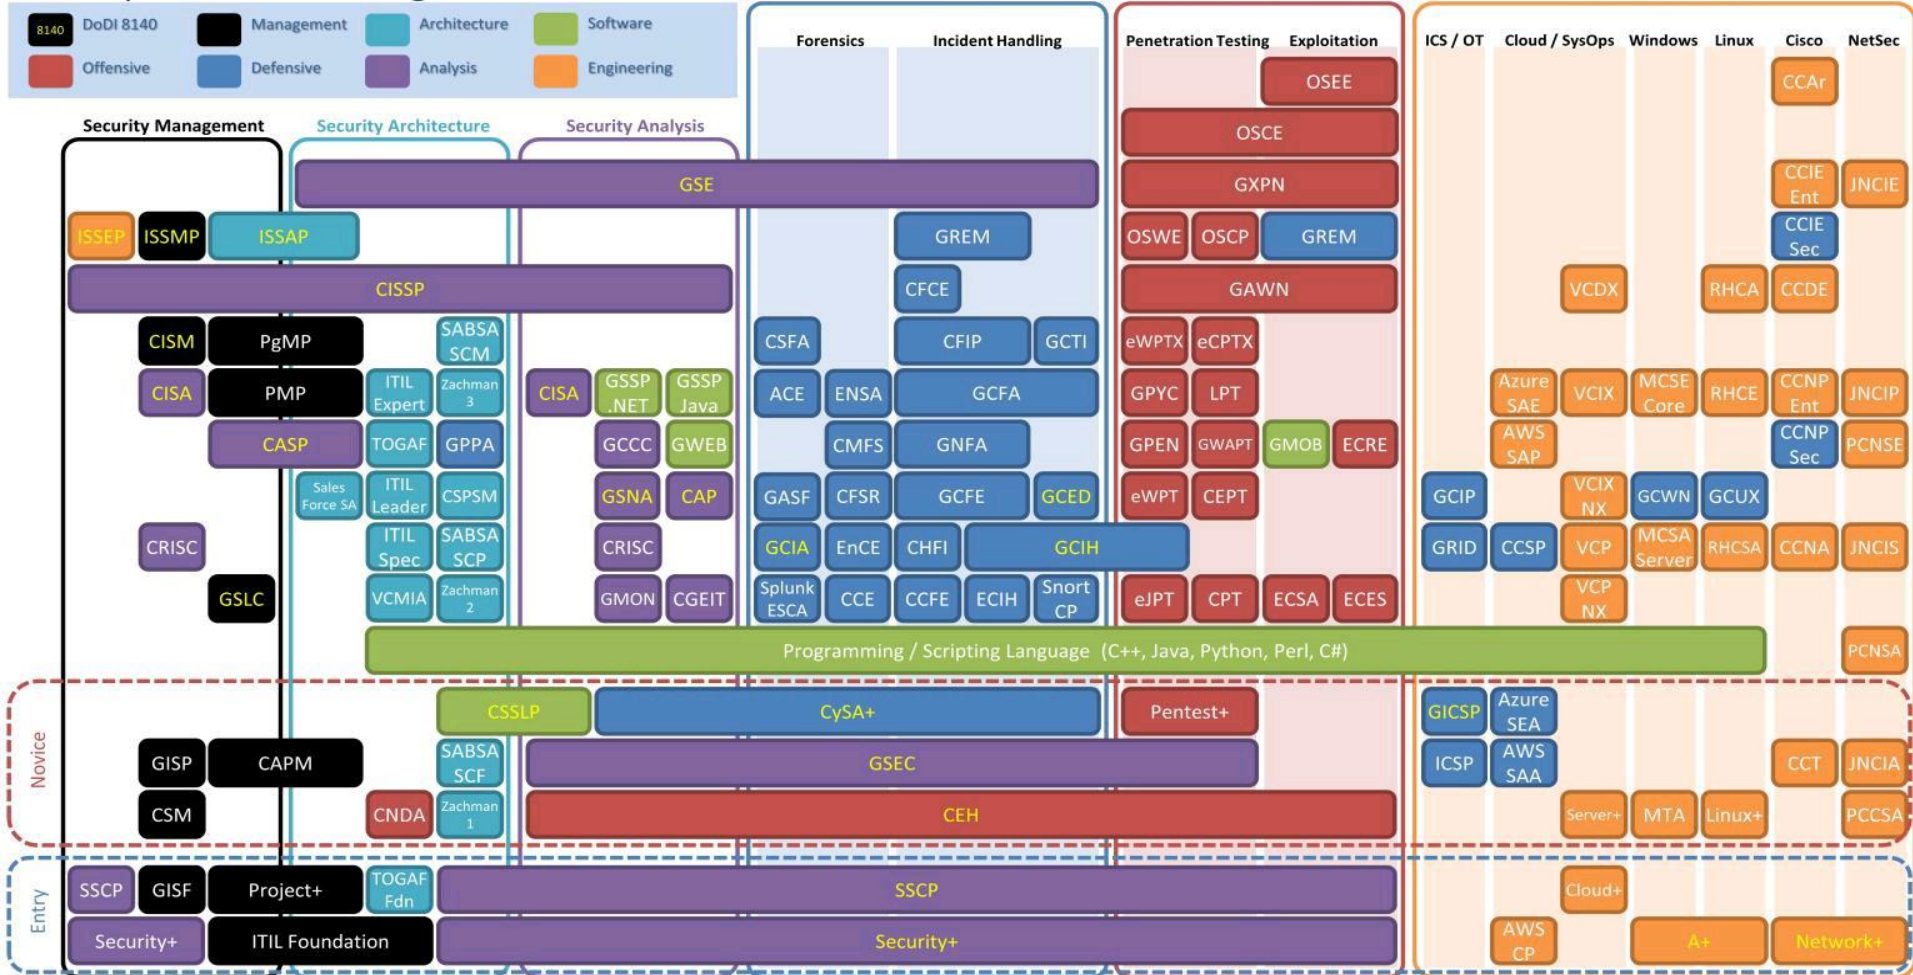 8140
DoDI 8140
Management
Architecture
Software
Offensive
Defensive
Analysis
Engineering
Forensics
Incident Handling
Penetration Testing
Exploitation
ICS / OT
Cloud / SysOps
Windows
Linux
Cisco
NetSec
Security Management
Security Architecture
Security Analysis
OSEE
CCAr
OSCE
GSE
GXPN
CCIE
Ent
JNCIE
ISSEP
ISSMP
ISSAP
GREM
OSWE
OSCP
GREM
CCIE
Sec
CISSP
CFCE
GAWN
VCDX
RHCA
CCDE
CISM
PgMP
SABSA
SCM
CSFA
CFIP
GCTI
eWPTX
eCPTX
CISA
PMP
ITIL
Expert
Zachman
3
CISA
GSSP
.NET
GSSP
Java
ACE
ENSA
GCFA
GPYC
LPT
Azure
SAE
VCIX
MCSE
Core
RHCE
CCNP
Ent
JNCIP
CASP
TOGAF
GPPA
GCCC
GWEB
CMFS
GNFA
GPEN
GWAPT
GMOB
ECRE
AWS
SAP
CCNP
Sec
PCNSE
Sales
Force SA
ITIL
Leader
CSPSM
GSNA
CAP
GASF
CFSR
GCFE
GCED
eWPT
CEPT
GCIP
VCIX
NX
GCWN
GCUX
CRISC
ITIL
Spec
SABSA
SCP
CRISC
GCIA
EnCE
CHFI
GCIH
GRID
CCSP
VCP
MCSA
Server
RHCSA
CCNA
JNCIS
GSLC
VCMIA
Zachman
2
GMON
CGEIT
Splunk
ESCA
CCE
CCFE
ECIH
Snort
CP
eJPT
CPT
ECSA
ECES
VCP
NX
Programming / Scripting Language (C++, Java, Python, Perl, C#)
PCNSA
Novice
CSSLP
CySA+
Pentest+
GICSP
Azure
SEA
GISP
CAPM
SABSA
SCF
GSEC
ICSP
AWS
SAA
CCT
JNCIA
CSM
CNDA
Zachman
1
CEH
Server+
MTA
Linux+
PCCSA
Entry
SSCP
GISF
Project+
TOGAF
Fdn
SSCP
Cloud+
Security+
ITIL Foundation
Security+
AWS
CP
A+
Network+